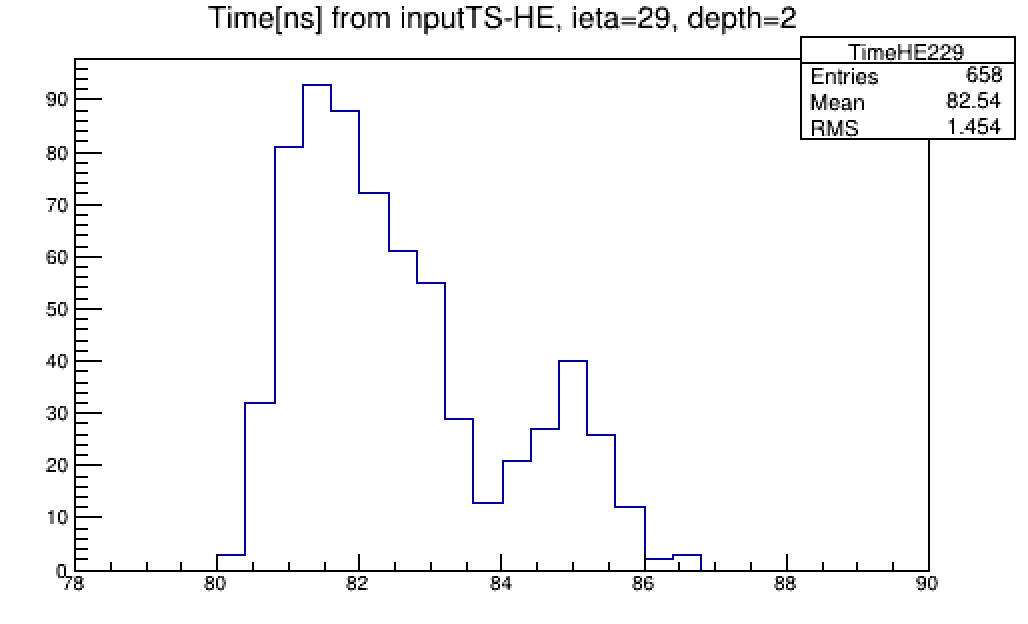 Time[ns] from inputTS-HE, ieta=29, depth=2
TimeHE229
Entries 658
Mean 82.54
RMS 1.454
90
80
70
60
50
40
30
20
10
0
78 80 82 84 86 88 90